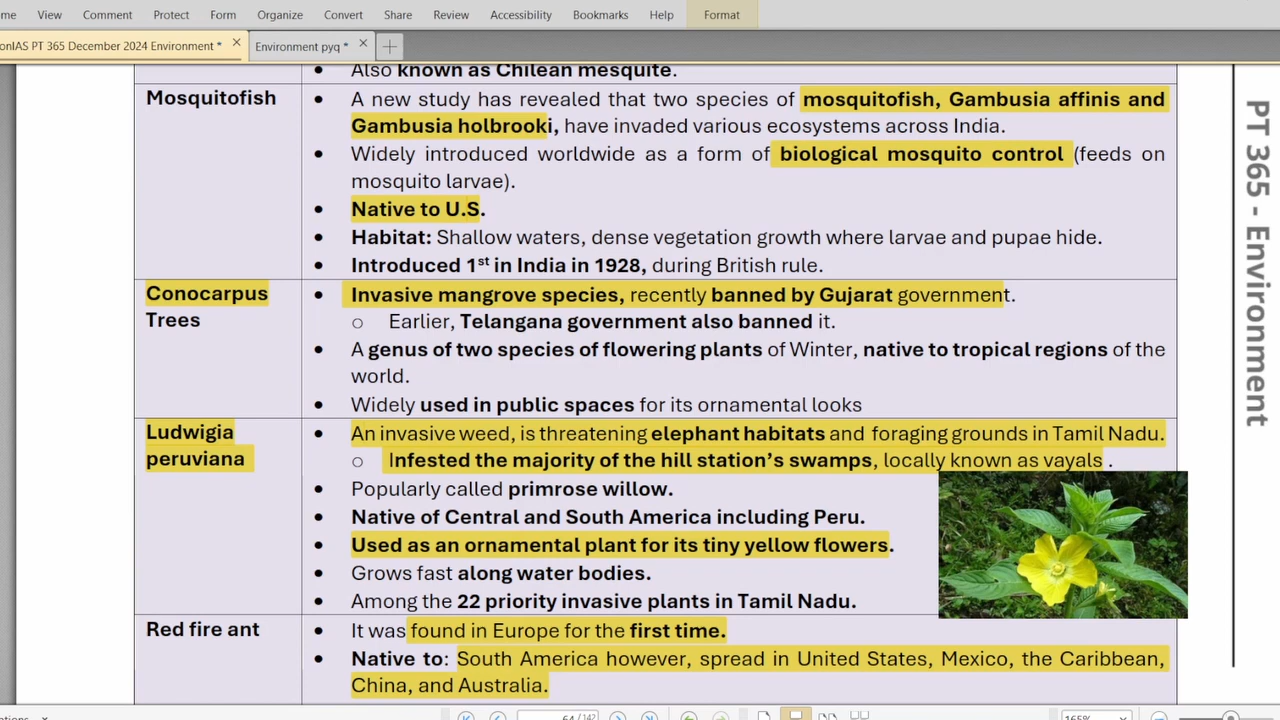 me View Comment Protect Form Organize Convert Share Review Accessibility Bookmarks Help Format
onIAS PT 365 December 2024 Environment * × Environment pyq * ×
• Also known as Chilean mesquite.
Mosquitofish
• A new study has revealed that two species of mosquitofish, Gambusia affinis and
Gambusia holbrooki, have invaded various ecosystems across India.
• Widely introduced worldwide as a form of biological mosquito control (feeds on
mosquito larvae).
• Native to U.S.
• Habitat: Shallow waters, dense vegetation growth where larvae and pupae hide.
• Introduced 1st in India in 1928, during British rule.
Conocarpus
Trees
• Invasive mangrove species, recently banned by Gujarat government.
o Earlier, Telangana government also banned it.
• A genus of two species of flowering plants of Winter, native to tropical regions of the
world.
• Widely used in public spaces for its ornamental looks
Ludwigia
peruviana
• An invasive weed, is threatening elephant habitats and foraging grounds in Tamil Nadu.
o Infested the majority of the hill station's swamps, locally known as vayals .
• Popularly called primrose willow.
• Native of Central and South America including Peru.
• Used as an ornamental plant for its tiny yellow flowers.
• Grows fast along water bodies.
• Among the 22 priority invasive plants in Tamil Nadu.
Red fire ant
• It was found in Europe for the first time.
• Native to: South America however, spread in United States, Mexico, the Caribbean,
China, and Australia.
PT 365 - Environment
64 / 142
165%